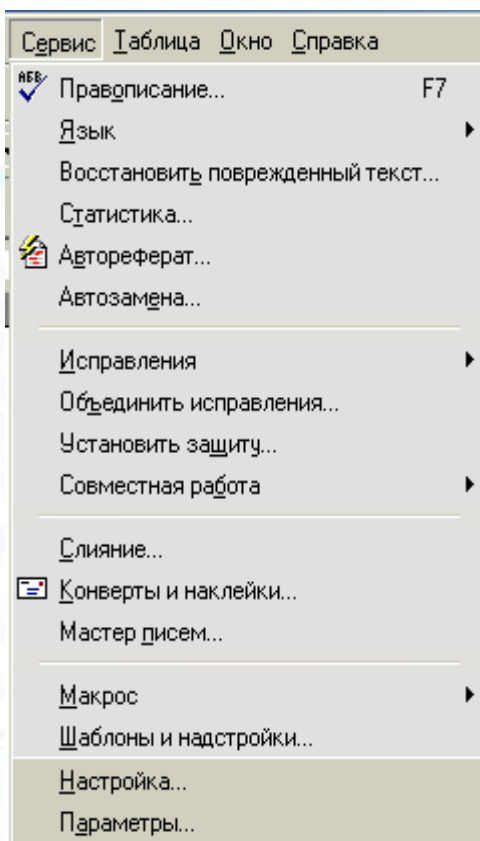 Сервис Таблица Окно Справка
АБВ Правописание... F7
Язык
Восстановить поврежденный текст...
Статистика...
Автореферат...
Автозамена...
Исправления
Объединить исправления...
Установить защиту...
Совместная работа
Слияние...
Конверты и наклейки...
Мастер писем...
Макрос
Шаблоны и надстройки...
Настройка...
Параметры...